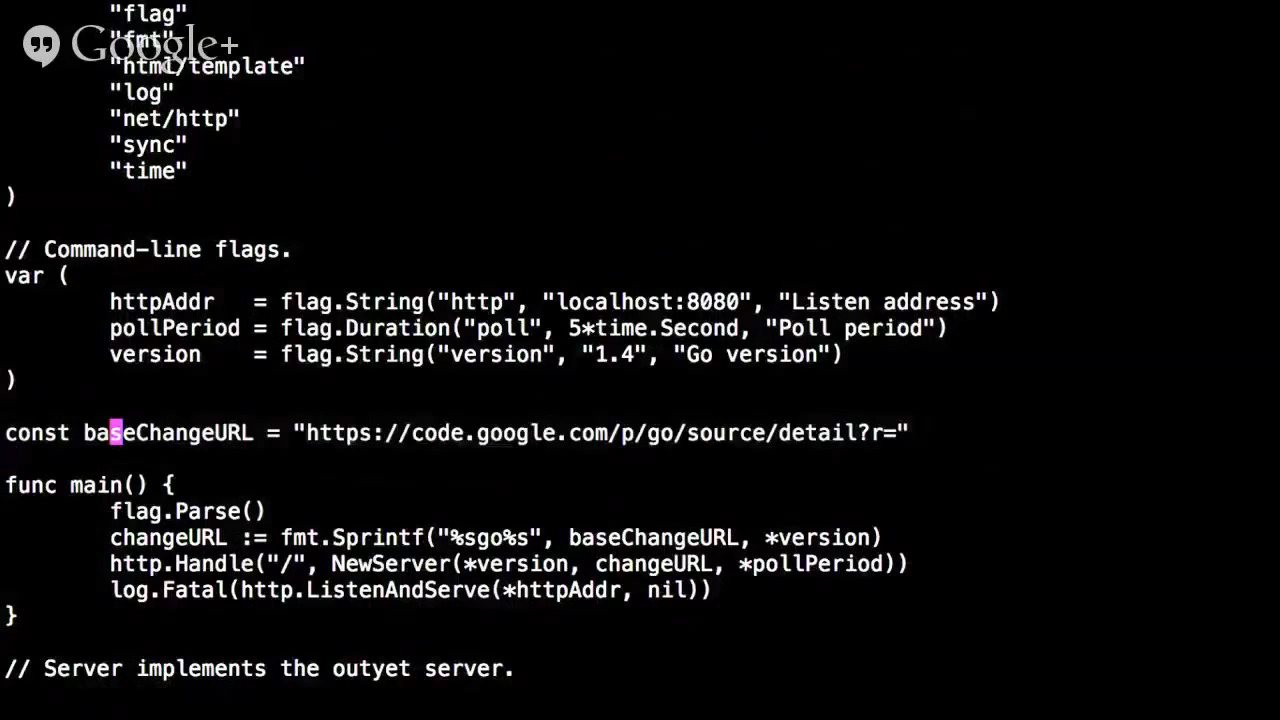 "flag"
Google+
"fmt"
"html/template"
"log"
"net/http"
"sync"
"time"
)
// Command-line flags.
var (
httpAddr   = flag.String("http", "localhost:8080", "Listen address")
pollPeriod = flag.Duration("poll", 5*time.Second, "Poll period")
version    = flag.String("version", "1.4", "Go version")
)
const baseChangeURL = "https://code.google.com/p/go/source/detail?r="
func main() {
flag.Parse()
changeURL := fmt.Sprintf("%sgo%s", baseChangeURL, *version)
http.Handle("/", NewServer(*version, changeURL, *pollPeriod))
log.Fatal(http.ListenAndServe(*httpAddr, nil))
}
// Server implements the outyet server.